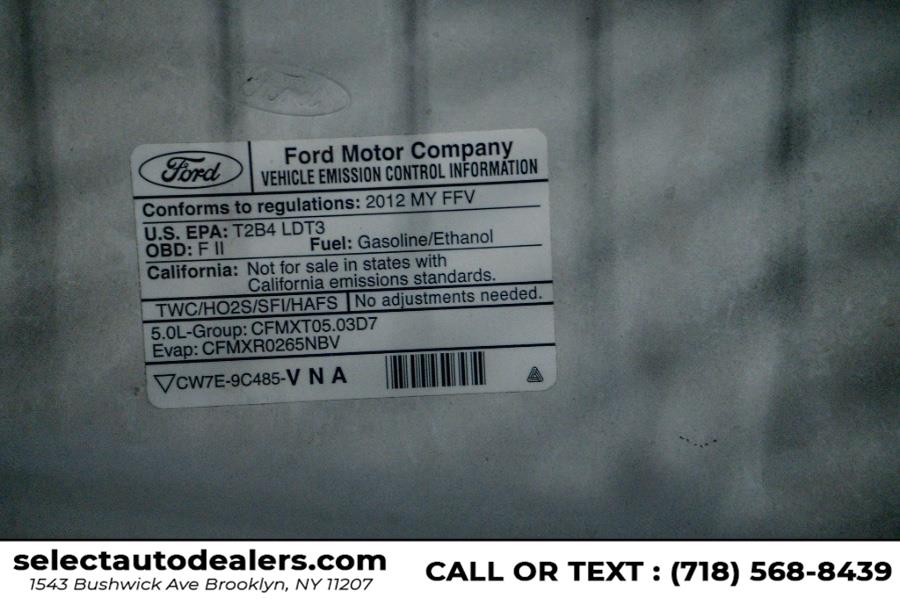 Ford
Ford
Ford Motor Company
VEHICLE EMISSION CONTROL INFORMATION
Conforms to regulations: 2012 MY FFV
U.S. EPA: T2B4 LDT3
OBD: F II Fuel: Gasoline/Ethanol
California: Not for sale in states with
California emissions standards.
TWC/HO2S/SFI/HAFS No adjustments needed.
5.0L-Group: CFMXT05.03D7
Evap: CFMXR0265NBV
CW7E-9C485-V N A
selectautodealers.com
1543 Bushwick Ave Brooklyn, NY 11207
CALL OR TEXT : (718) 568-8439